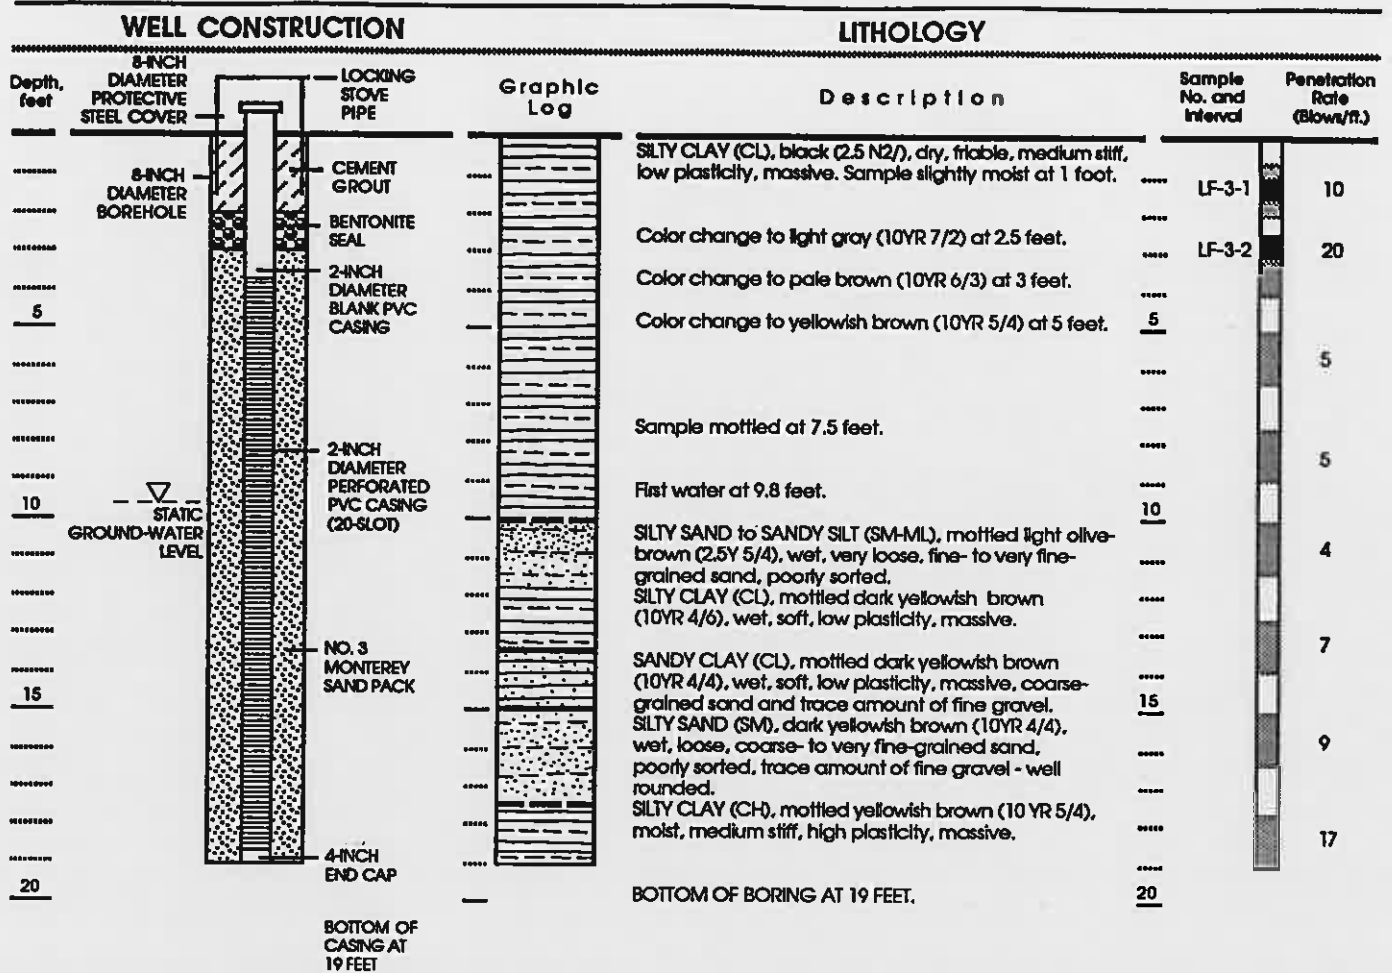 WELL CONSTRUCTION
LITHOLOGY
Depth,
feet
8-INCH
DIAMETER
PROTECTIVE
STEEL COVER
LOCKING
STOVE
PIPE
Graphic
Log
Description
Sample
No. and
Interval
Penetration
Rate
(Blows/ft.)
8-INCH
DIAMETER
BOREHOLE
CEMENT
GROUT
BENTONITE
SEAL
2-INCH
DIAMETER
BLANK PVC
CASING
5
2-INCH
DIAMETER
PERFORATED
PVC CASING
(20-SLOT)
10
STATIC
GROUND-WATER
LEVEL
NO. 3
MONTEREY
SAND PACK
15
4-INCH
END CAP
20
BOTTOM OF
CASING AT
19 FEET
SILTY CLAY (CL), black (2.5 N2/), dry, friable, medium stiff,
low plasticity, massive. Sample slightly moist at 1 foot.
Color change to light gray (10YR 7/2) at 2.5 feet.
Color change to pale brown (10YR 6/3) at 3 feet.
Color change to yellowish brown (10YR 5/4) at 5 feet.
Sample mottled at 7.5 feet.
First water at 9.8 feet.
SILTY SAND to SANDY SILT (SM-ML), mottled light olive-
brown (2.5Y 5/4), wet, very loose, fine- to very fine-
grained sand, poorly sorted.
SILTY CLAY (CL), mottled dark yellowish brown
(10YR 4/6), wet, soft, low plasticity, massive.
SANDY CLAY (CL), mottled dark yellowish brown
(10YR 4/4), wet, soft, low plasticity, massive, coarse-
grained sand and trace amount of fine gravel.
SILTY SAND (SM), dark yellowish brown (10YR 4/4),
wet, loose, coarse- to very fine-grained sand,
poorly sorted, trace amount of fine gravel - well
rounded.
SILTY CLAY (CH), mottled yellowish brown (10 YR 5/4),
moist, medium stiff, high plasticity, massive.
BOTTOM OF BORING AT 19 FEET.
5
10
15
20
LF-3-1
LF-3-2
10
20
5
5
4
7
9
17